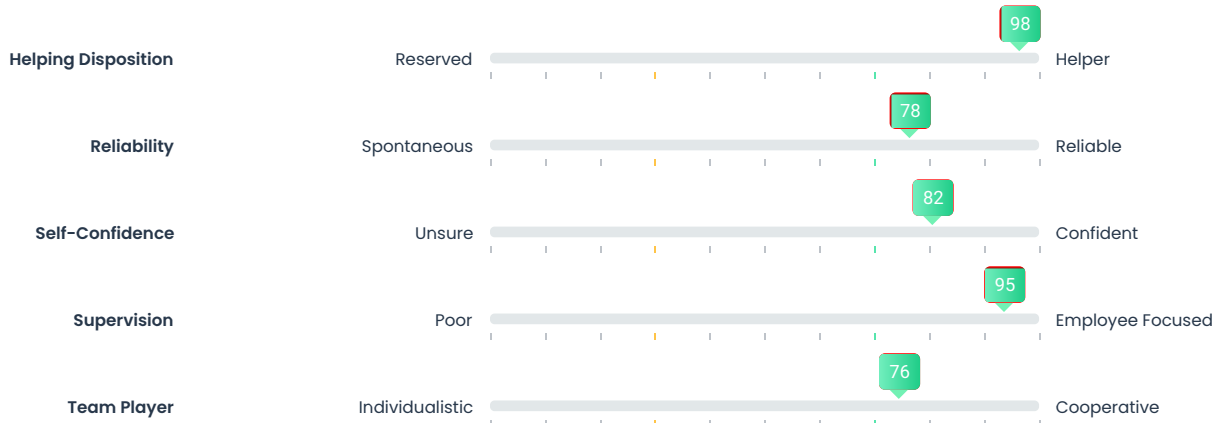 98
Helping Disposition Reserved Helper
78
Reliability Spontaneous Reliable
82
Self-Confidence Unsure Confident
95
Supervision Poor Employee Focused
76
Team Player Individualistic Cooperative